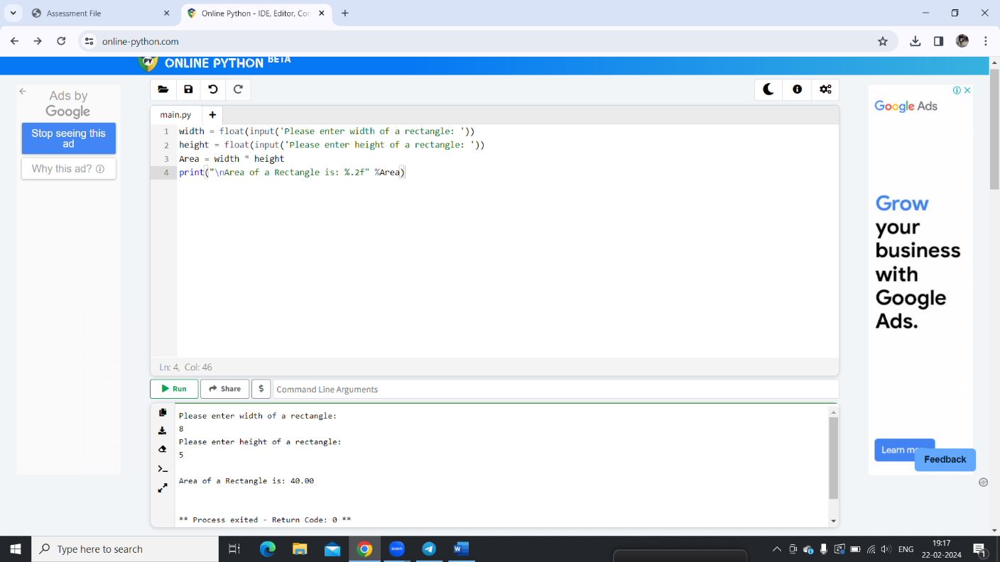 Assessment File
Online Python - IDE, Editor, Con
online-python.com
PY
ONLINE PYTHON BETA
Ads by
Google
Stop seeing this
ad
Why this ad?
main.py
1 width = float(input('Please enter width of a rectangle: '))
2 height = float(input('Please enter height of a rectangle: '))
3 Area = width * height
4 print("\nArea of a Rectangle is: %.2f" %Area)
Ln: 4, Col: 46
Run
Share
$
Command Line Arguments
Please enter width of a rectangle:
8
Please enter height of a rectangle:
5
Area of a Rectangle is: 40.00
** Process exited - Return Code: 0 **
Google Ads
Grow
your
business
with
Google
Ads.
Learn
Feedback
Type here to search
zoom
ENG
19:17
22-02-2024
1